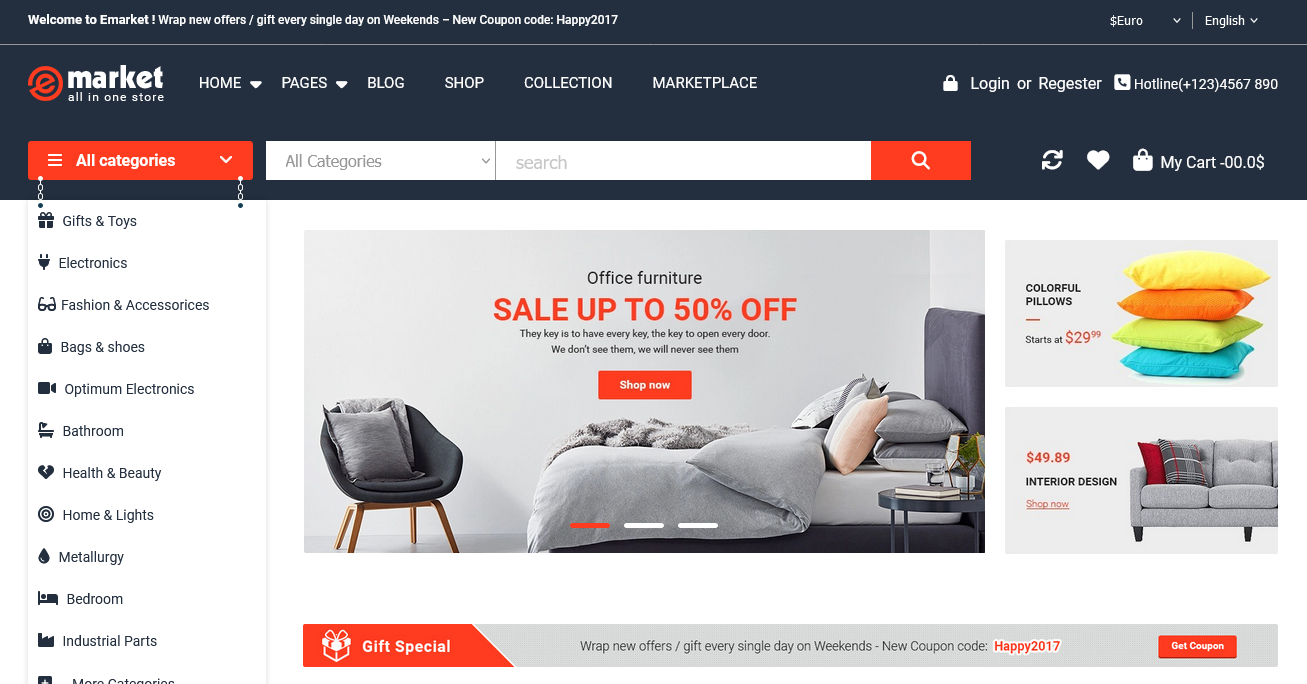 Welcome to Emarket ! Wrap new offers / gift every single day on Weekends – New Coupon code: Happy2017
$Euro
English
market
all in one store
HOME
PAGES
BLOG
SHOP
COLLECTION
MARKETPLACE
Login or Regester
Hotline(+123)4567 890
All categories
All Categories
search
My Cart -00.0$
Gifts & Toys
Electronics
Fashion & Accessorices
Bags & shoes
Optimum Electronics
Bathroom
Health & Beauty
Home & Lights
Metallurgy
Bedroom
Industrial Parts
More Categories
Office furniture
SALE UP TO 50% OFF
They key is to have every key, the key to open every door.
We don't see them, we will never see them
Shop now
COLORFUL
PILLOWS
Starts at $2999
$49.89
INTERIOR DESIGN
Shop now
Gift Special
Wrap new offers / gift every single day on Weekends - New Coupon code: Happy2017
Get Coupon